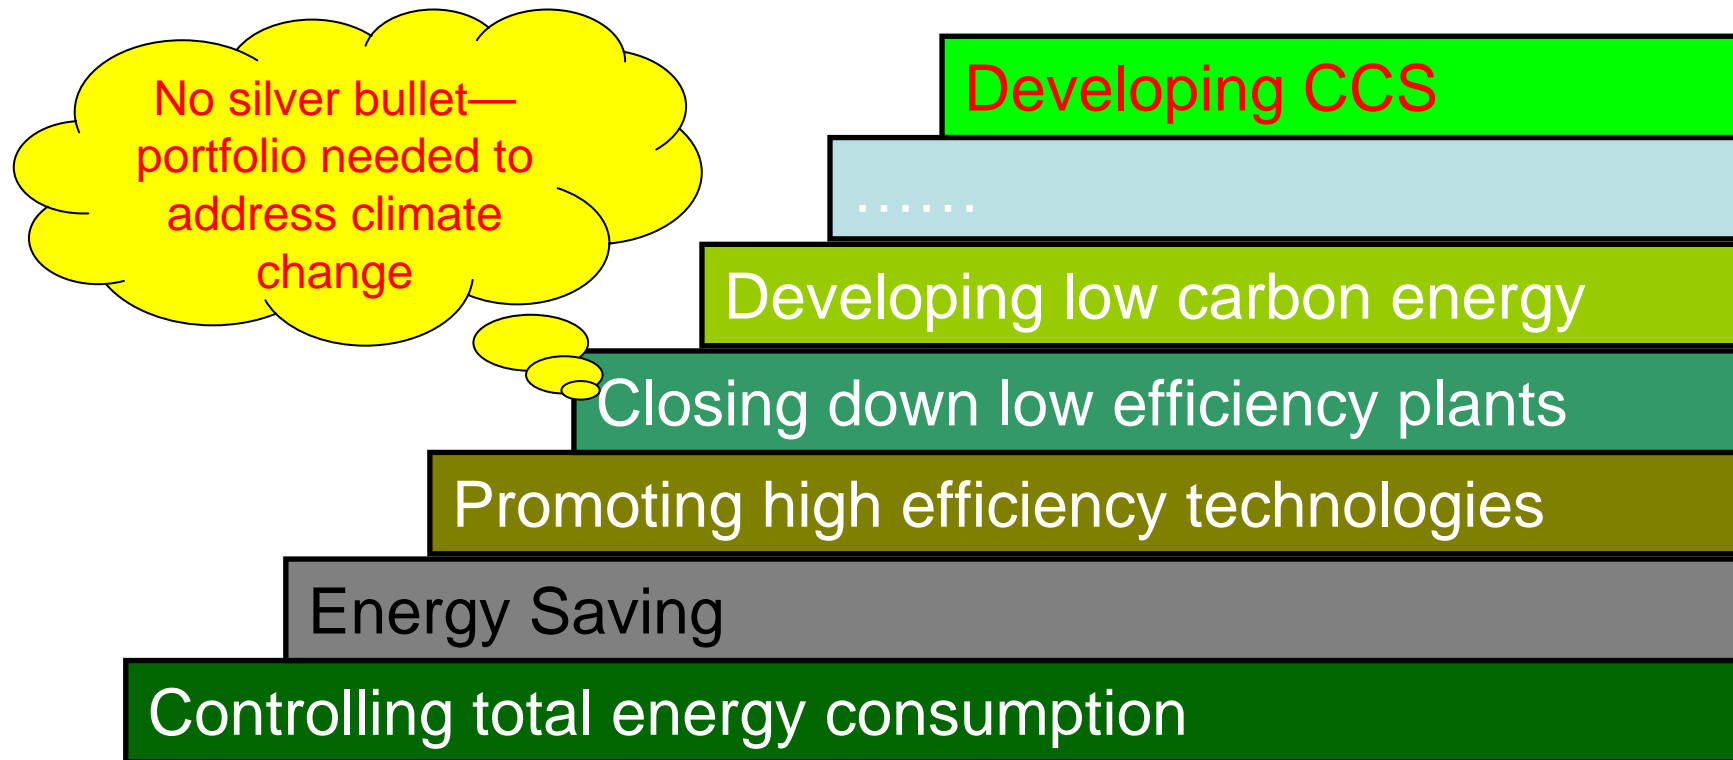 No silver bullet—
portfolio needed to
address climate
change
Developing CCS
......
Developing low carbon energy
Closing down low efficiency plants
Promoting high efficiency technologies
Energy Saving
Controlling total energy consumption